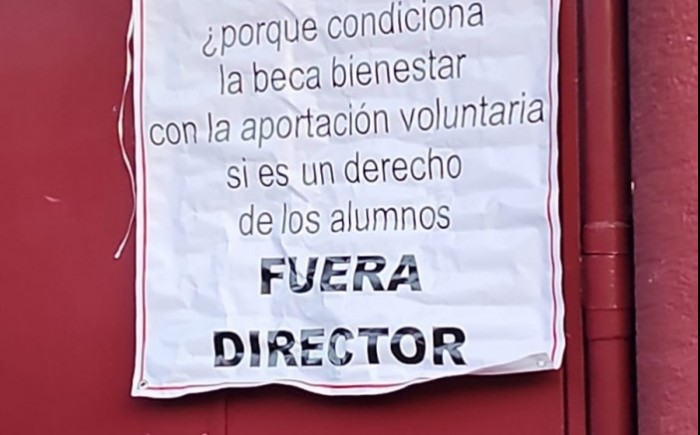 ¿porque condiciona
la beca bienestar
con la aportación voluntaria
si es un derecho
de los alumnos
FUERA
DIRECTOR